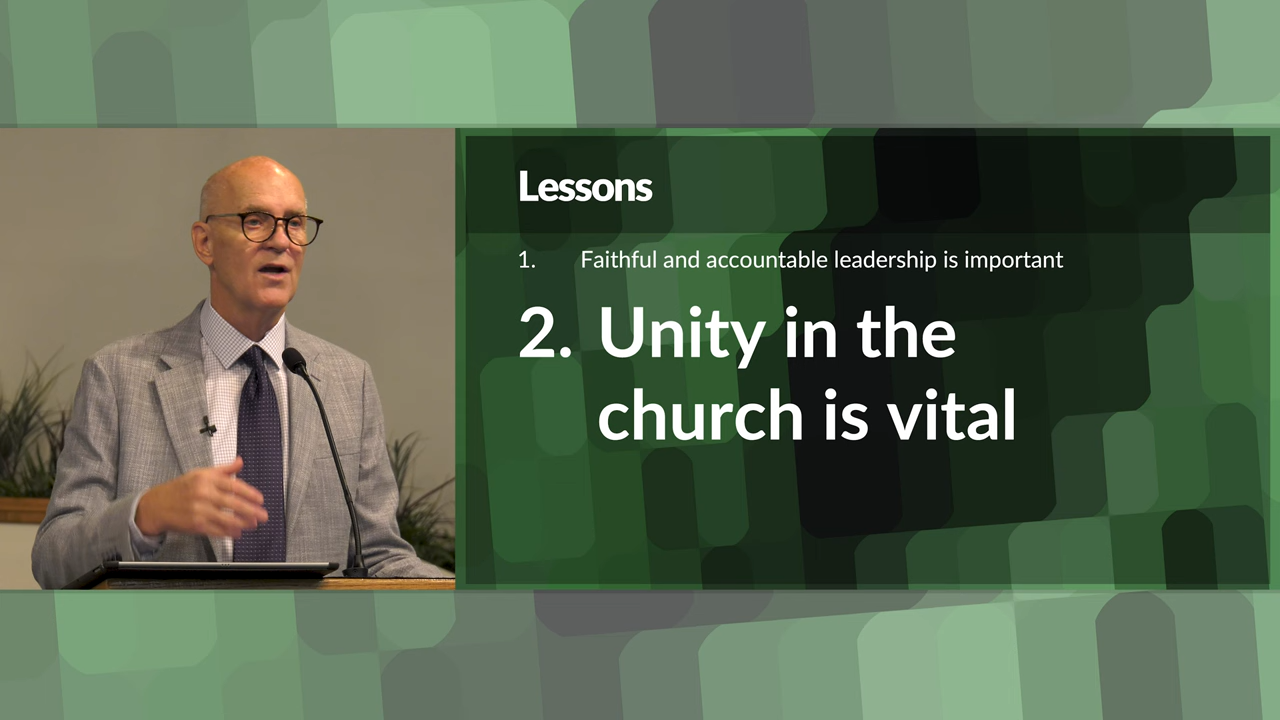 Lessons
1. Faithful and accountable leadership is important
2. Unity in the
church is vital